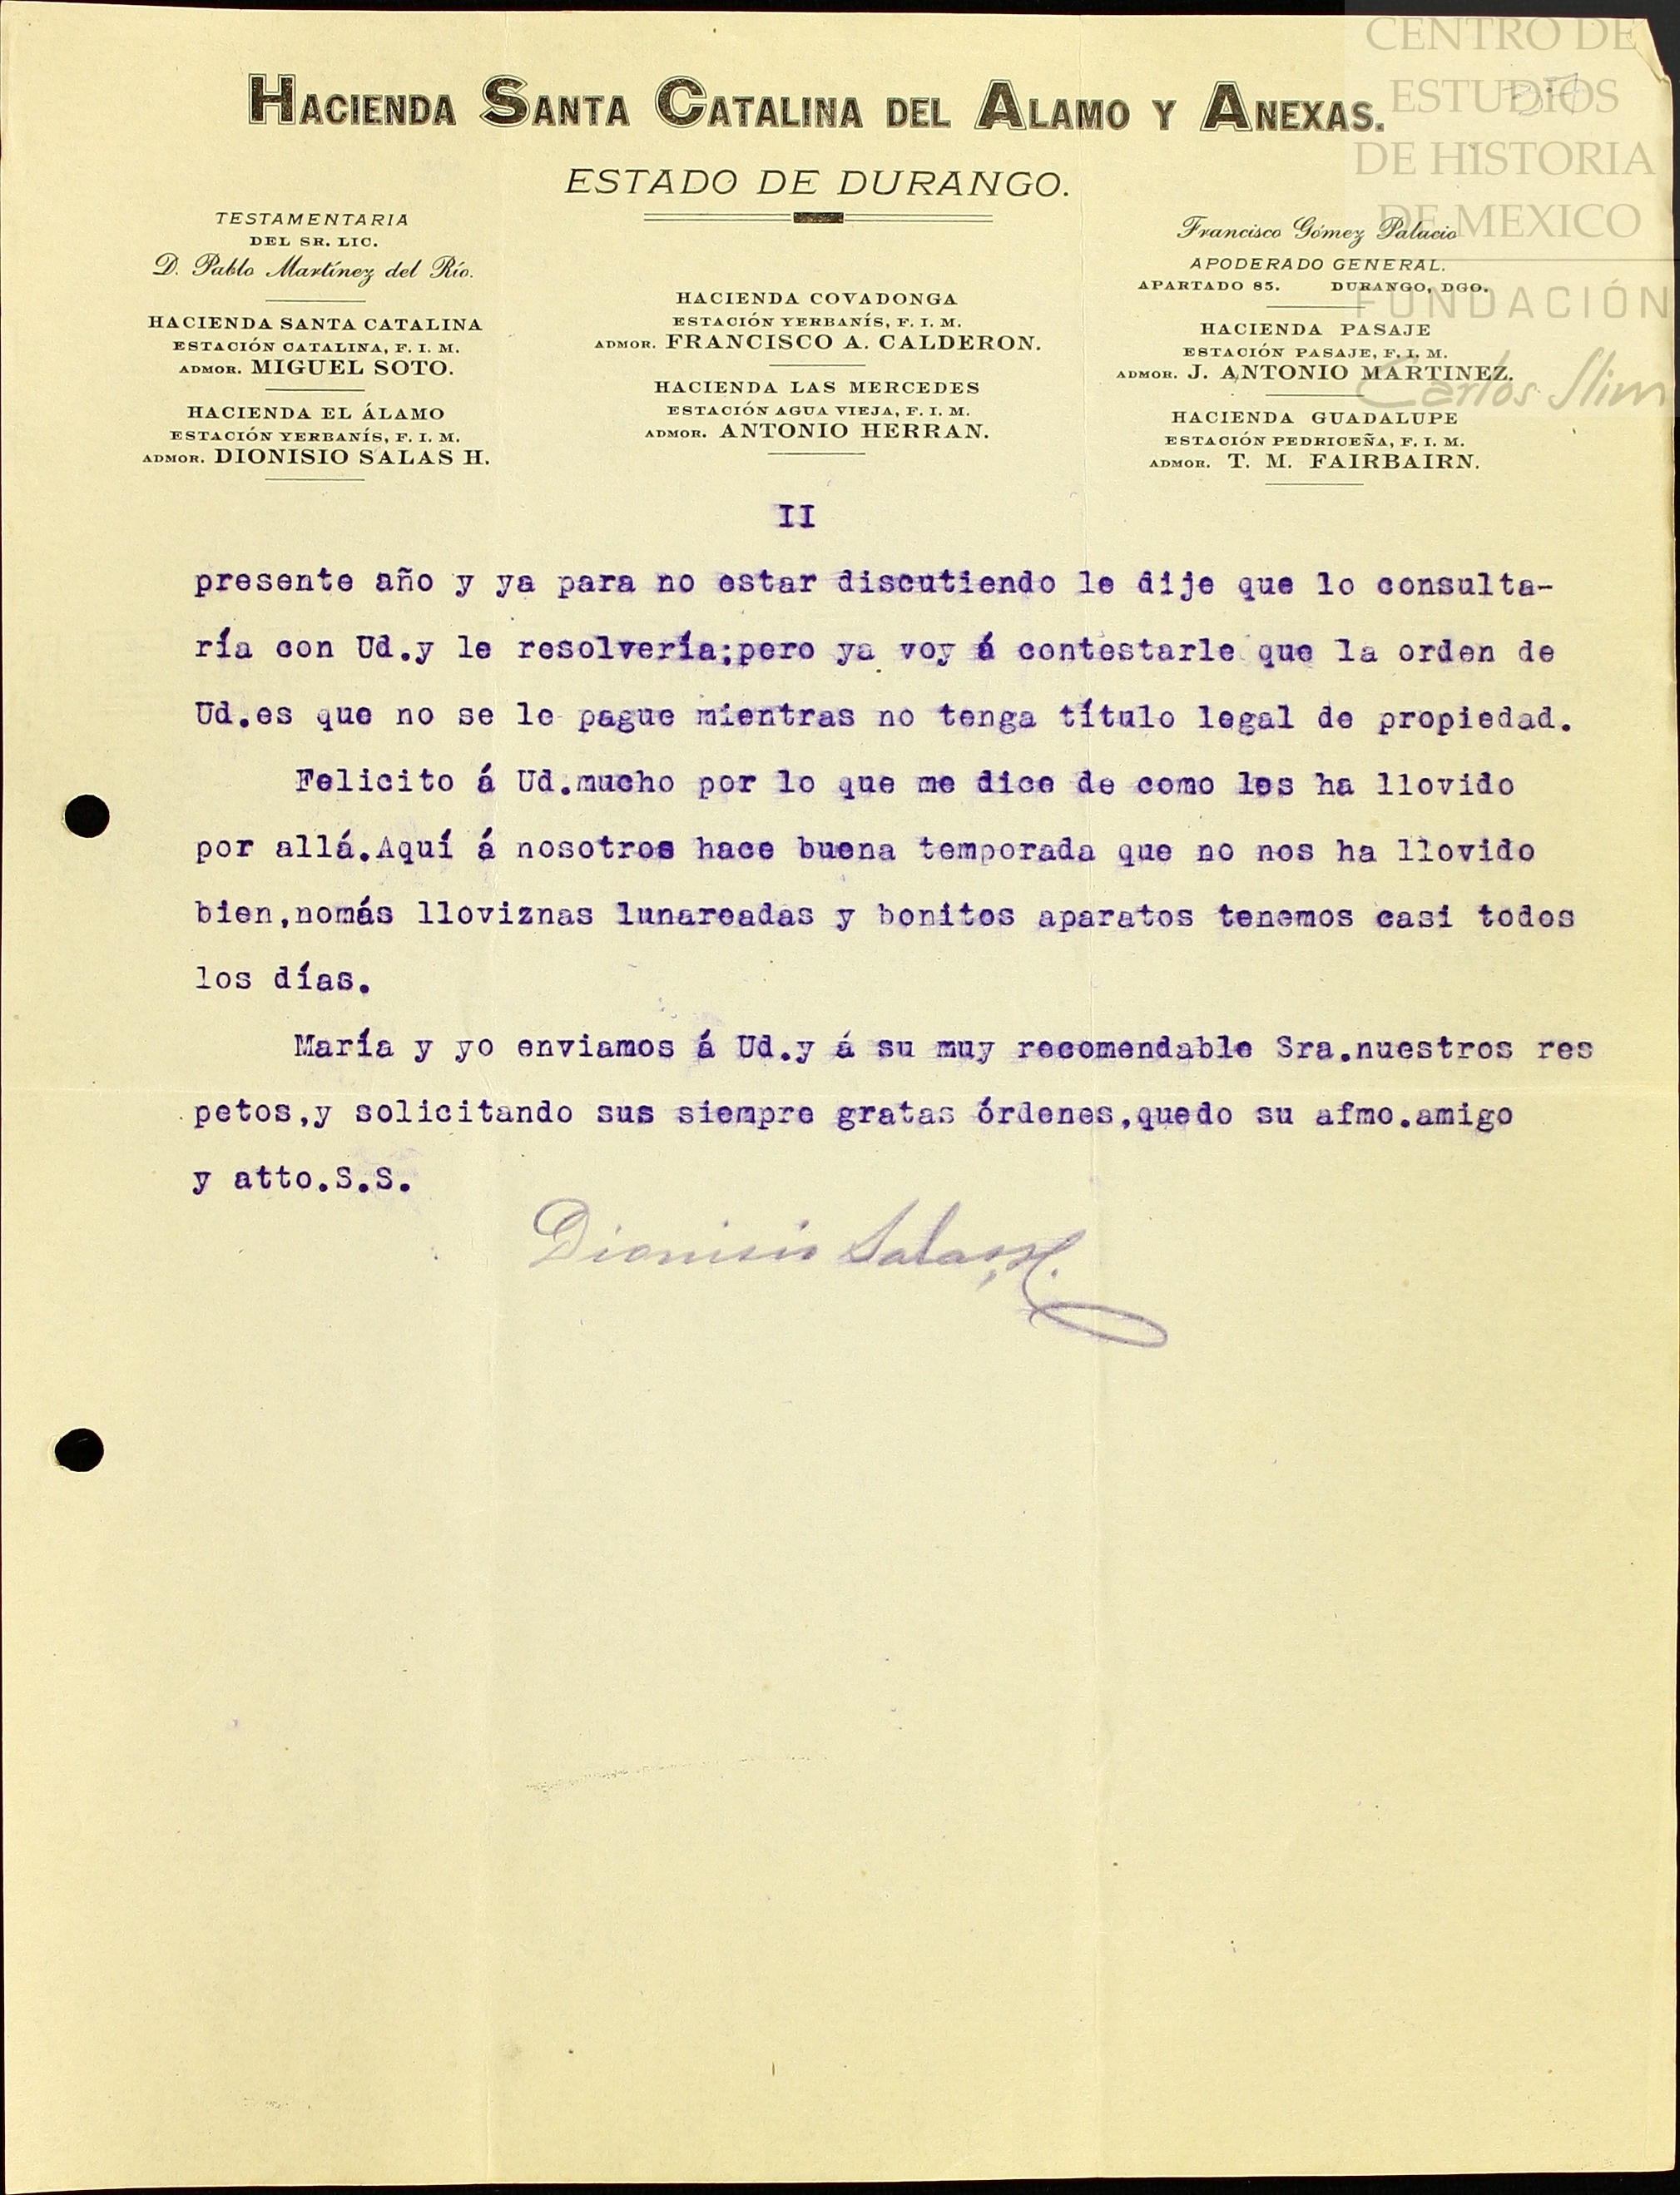 HACIENDA SANTA CATALINA DEL ALAMO Y ANEXAS.
ESTADO DE DURANGO.
TESTAMENTARIA
DEL SR. LIC.
D. Pablo Martínez del Río.
HACIENDA SANTA CATALINA
ESTACIÓN CATALINA, F. I. M.
ADMOR. MIGUEL SOTO.
HACIENDA EL ÁLAMO
ESTACIÓN YERBANÍS, F. I. M.
ADMOR. DIONISIO SALAS H.
HACIENDA COVADONGA
ESTACIÓN YERBANÍS, F. I. M.
ADMOR. FRANCISCO A. CALDERON.
HACIENDA LAS MERCEDES
ESTACIÓN AGUA VIEJA, F. I. M.
ADMOR. ANTONIO HERRAN.
Francisco Gómez Palacio
APODERADO GENERAL.
APARTADO 85. DURANGO, DGO.
HACIENDA PASAJE
ESTACIÓN PASAJE, F. I. M.
ADMOR. J. ANTONIO MARTINEZ.
HACIENDA GUADALUPE
ESTACIÓN PEDRICEÑA, F. I. M.
ADMOR. T. M. FAIRBAIRN.
CENTRO DE
ESTUDIOS
DE HISTORIA
DE MEXICO
FUNDACIÓN
Carlos Slim
II
presente año y ya para no estar discutiendo le dije que lo consulta-
ría con Ud.y le resolvería;pero ya voy á contestarle que la orden de
Ud.es que no se le pague mientras no tenga título legal de propiedad.
Felicito á Ud.mucho por lo que me dice de como les ha llovido
por allá.Aquí á nosotros hace buena temporada que no nos ha llovido
bien,nomás lloviznas lunareadas y bonitos aparatos tenemos casi todos
los días.
María y yo enviamos á Ud.y á su muy recomendable Sra.nuestros res
petos,y solicitando sus siempre gratas órdenes,quedo su afmo.amigo
y atto.S.S.
Dionisio Salas H.